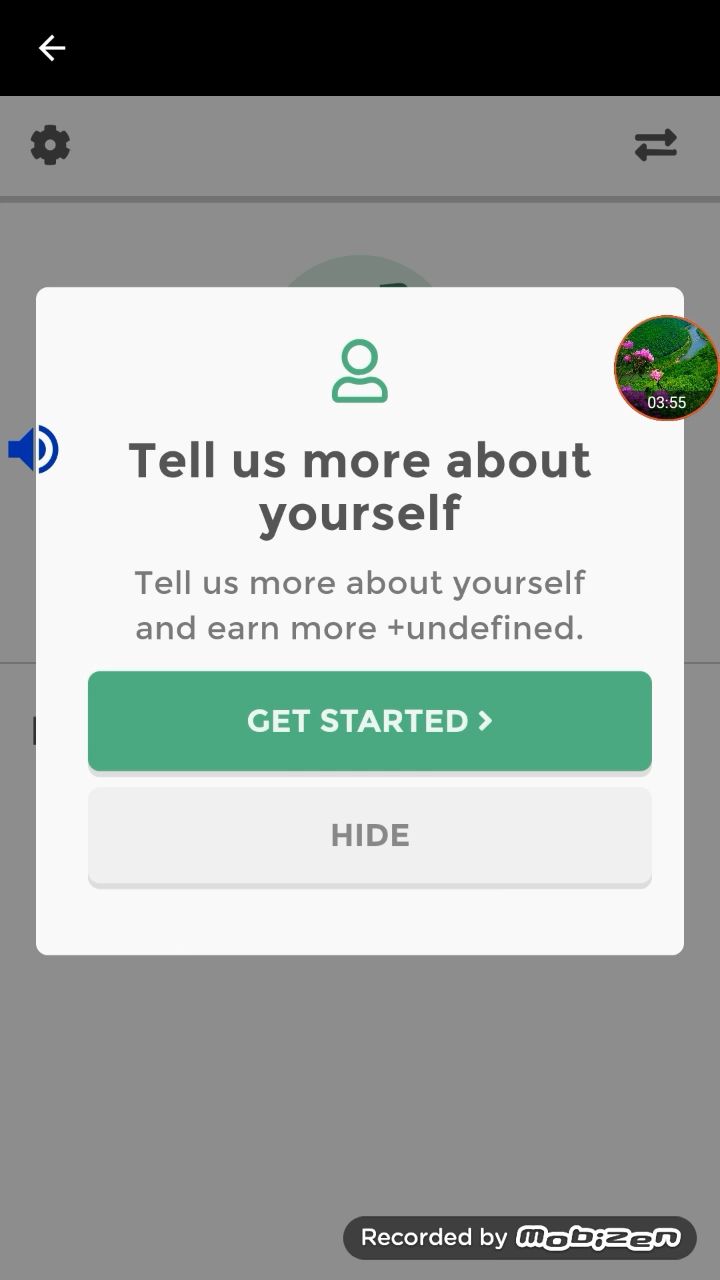 03:55
Tell us more about
yourself
Tell us more about yourself
and earn more +undefined.
GET STARTED >
HIDE
Recorded by mobizen